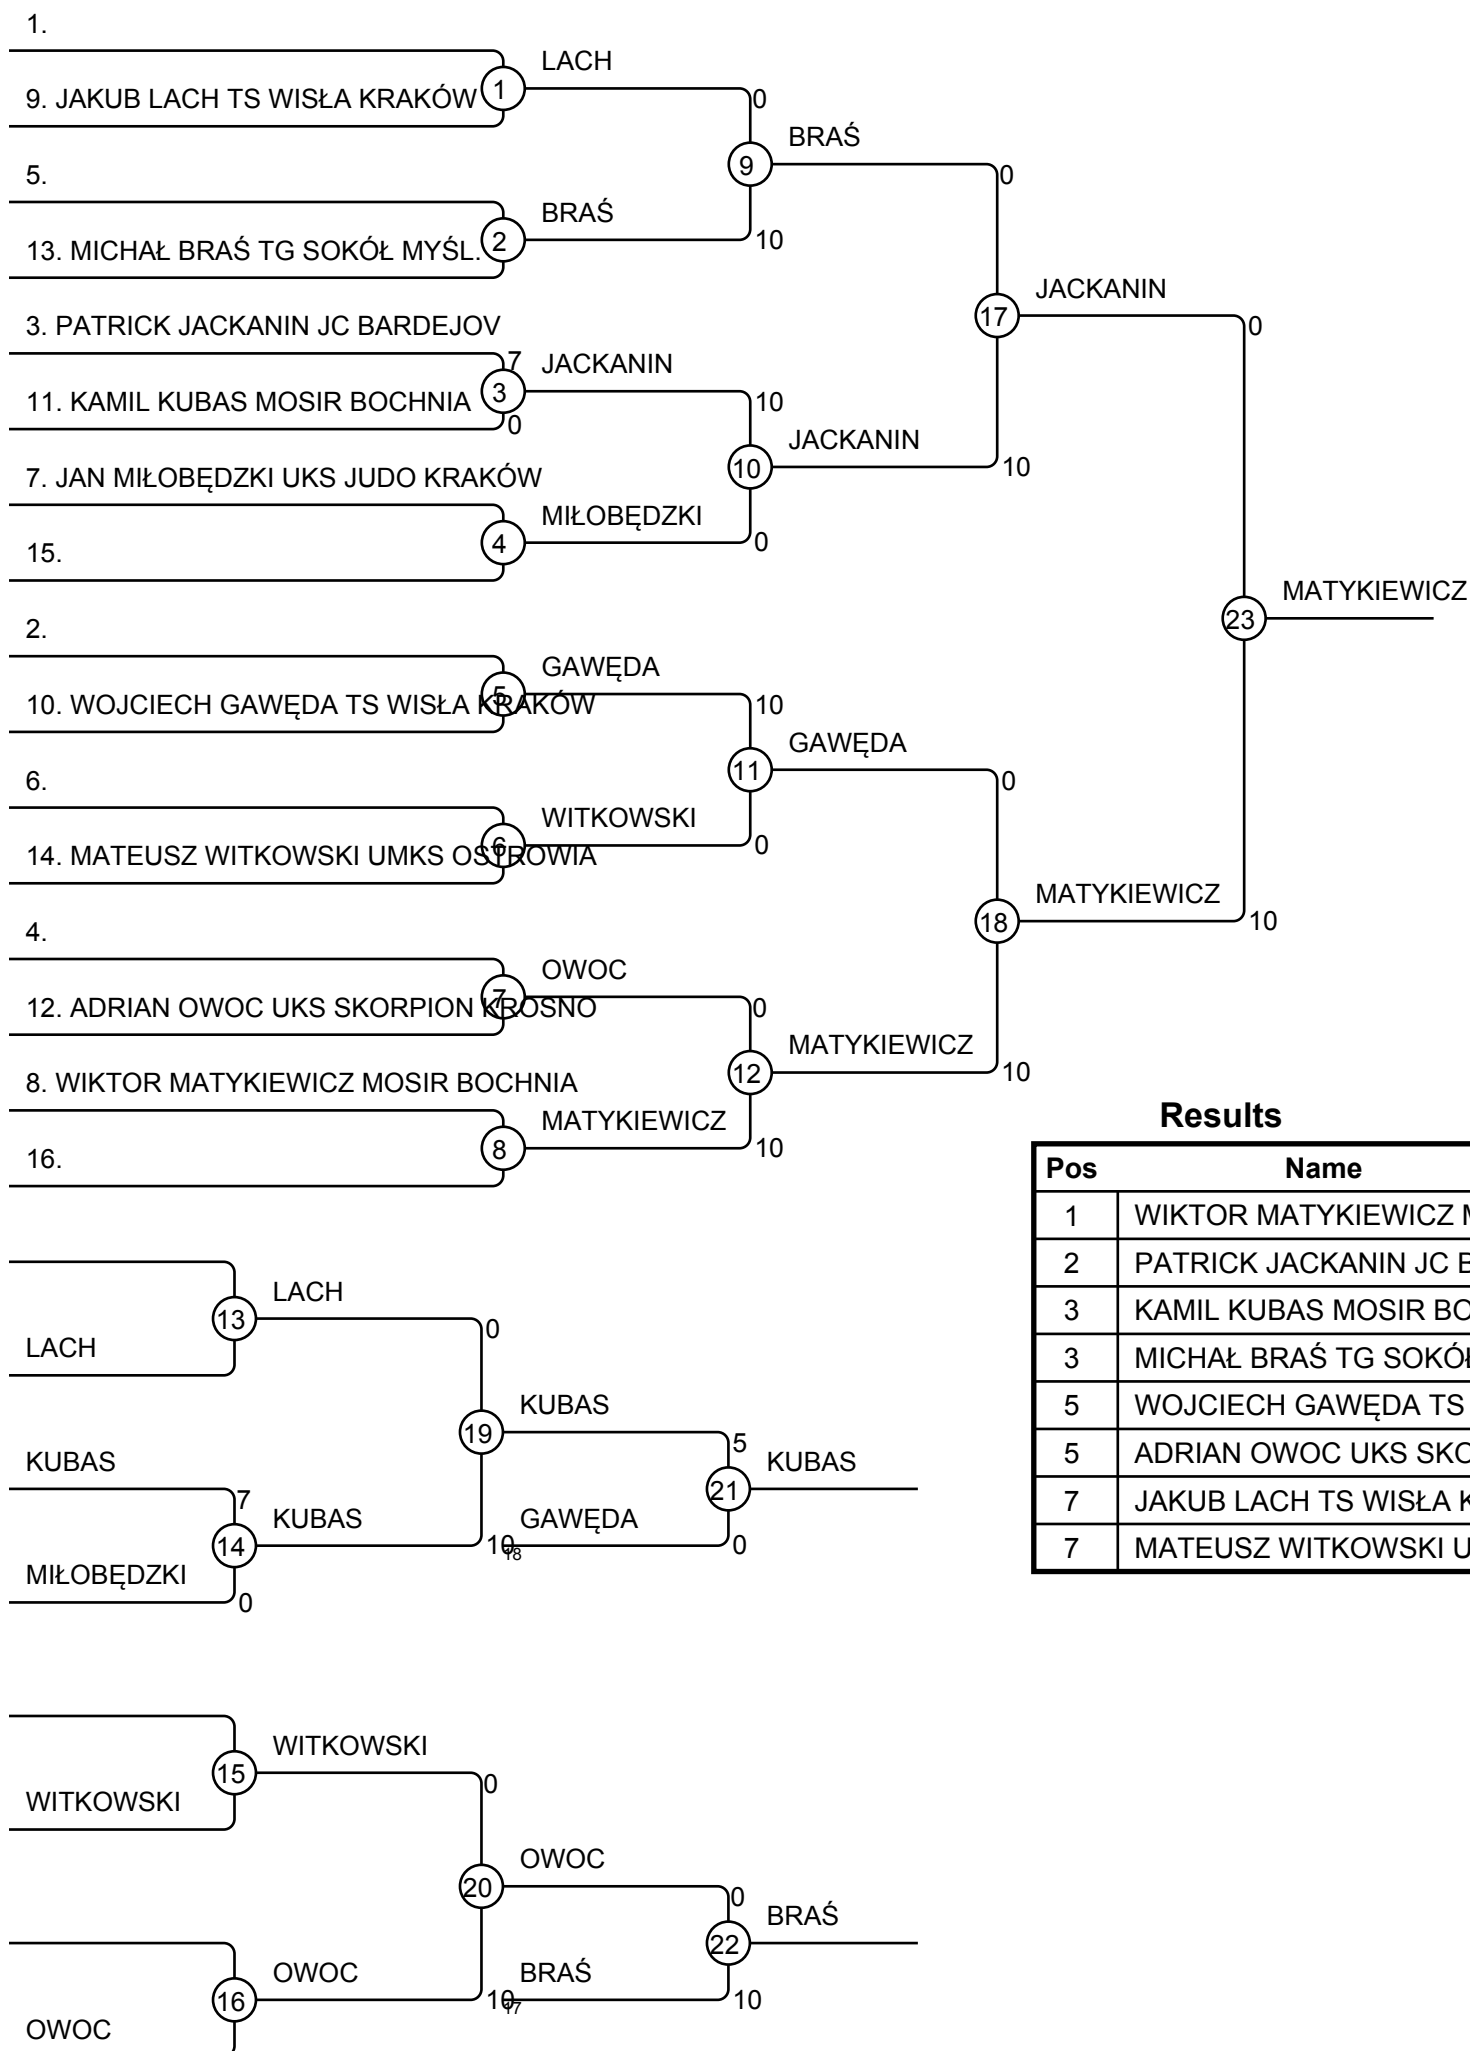 1.
LACH
9. JAKUB LACH TS WISŁA KRAKÓW
1
0
BRAŚ
9
5.
0
BRAŚ
13. MICHAŁ BRAŚ TG SOKÓŁ MYŚL.
2
10
JACKANIN
3. PATRICK JACKANIN JC BARDEJOV
17
0
7
JACKANIN
11. KAMIL KUBAS MOSIR BOCHNIA
3
10
0
JACKANIN
10
10
7. JAN MIŁOBĘDZKI UKS JUDO KRAKÓW
MIŁOBĘDZKI
4
0
15.
MATYKIEWICZ
23
2.
GAWĘDA
5
10. WOJCIECH GAWĘDA TS WISŁA KRAKÓW
10
GAWĘDA
11
6.
0
WITKOWSKI
6
0
14. MATEUSZ WITKOWSKI UMKS OSTROWIA
MATYKIEWICZ
18
10
4.
OWOC
7
12. ADRIAN OWOC UKS SKORPION KROSNO
0
MATYKIEWICZ
12
10
8. WIKTOR MATYKIEWICZ MOSIR BOCHNIA
MATYKIEWICZ
8
10
16.
Results
Pos Name
1 WIKTOR MATYKIEWICZ
2 PATRICK JACKANIN JC
3 KAMIL KUBAS MOSIR
3 MICHAŁ BRAŚ TG
5 WOJCIECH GAWĘDA TS
5 ADRIAN OWOC UKS
7 JAKUB LACH TS WISŁA
7 MATEUSZ WITKOWSKI
LACH
13
0
LACH
KUBAS
19
5
KUBAS
KUBAS
21
7
KUBAS
14
10
18
GAWĘDA
0
MIŁOBĘDZKI
0
WITKOWSKI
15
0
WITKOWSKI
OWOC
20
0
BRAŚ
22
OWOC
16
10
17
BRAŚ
10
OWOC